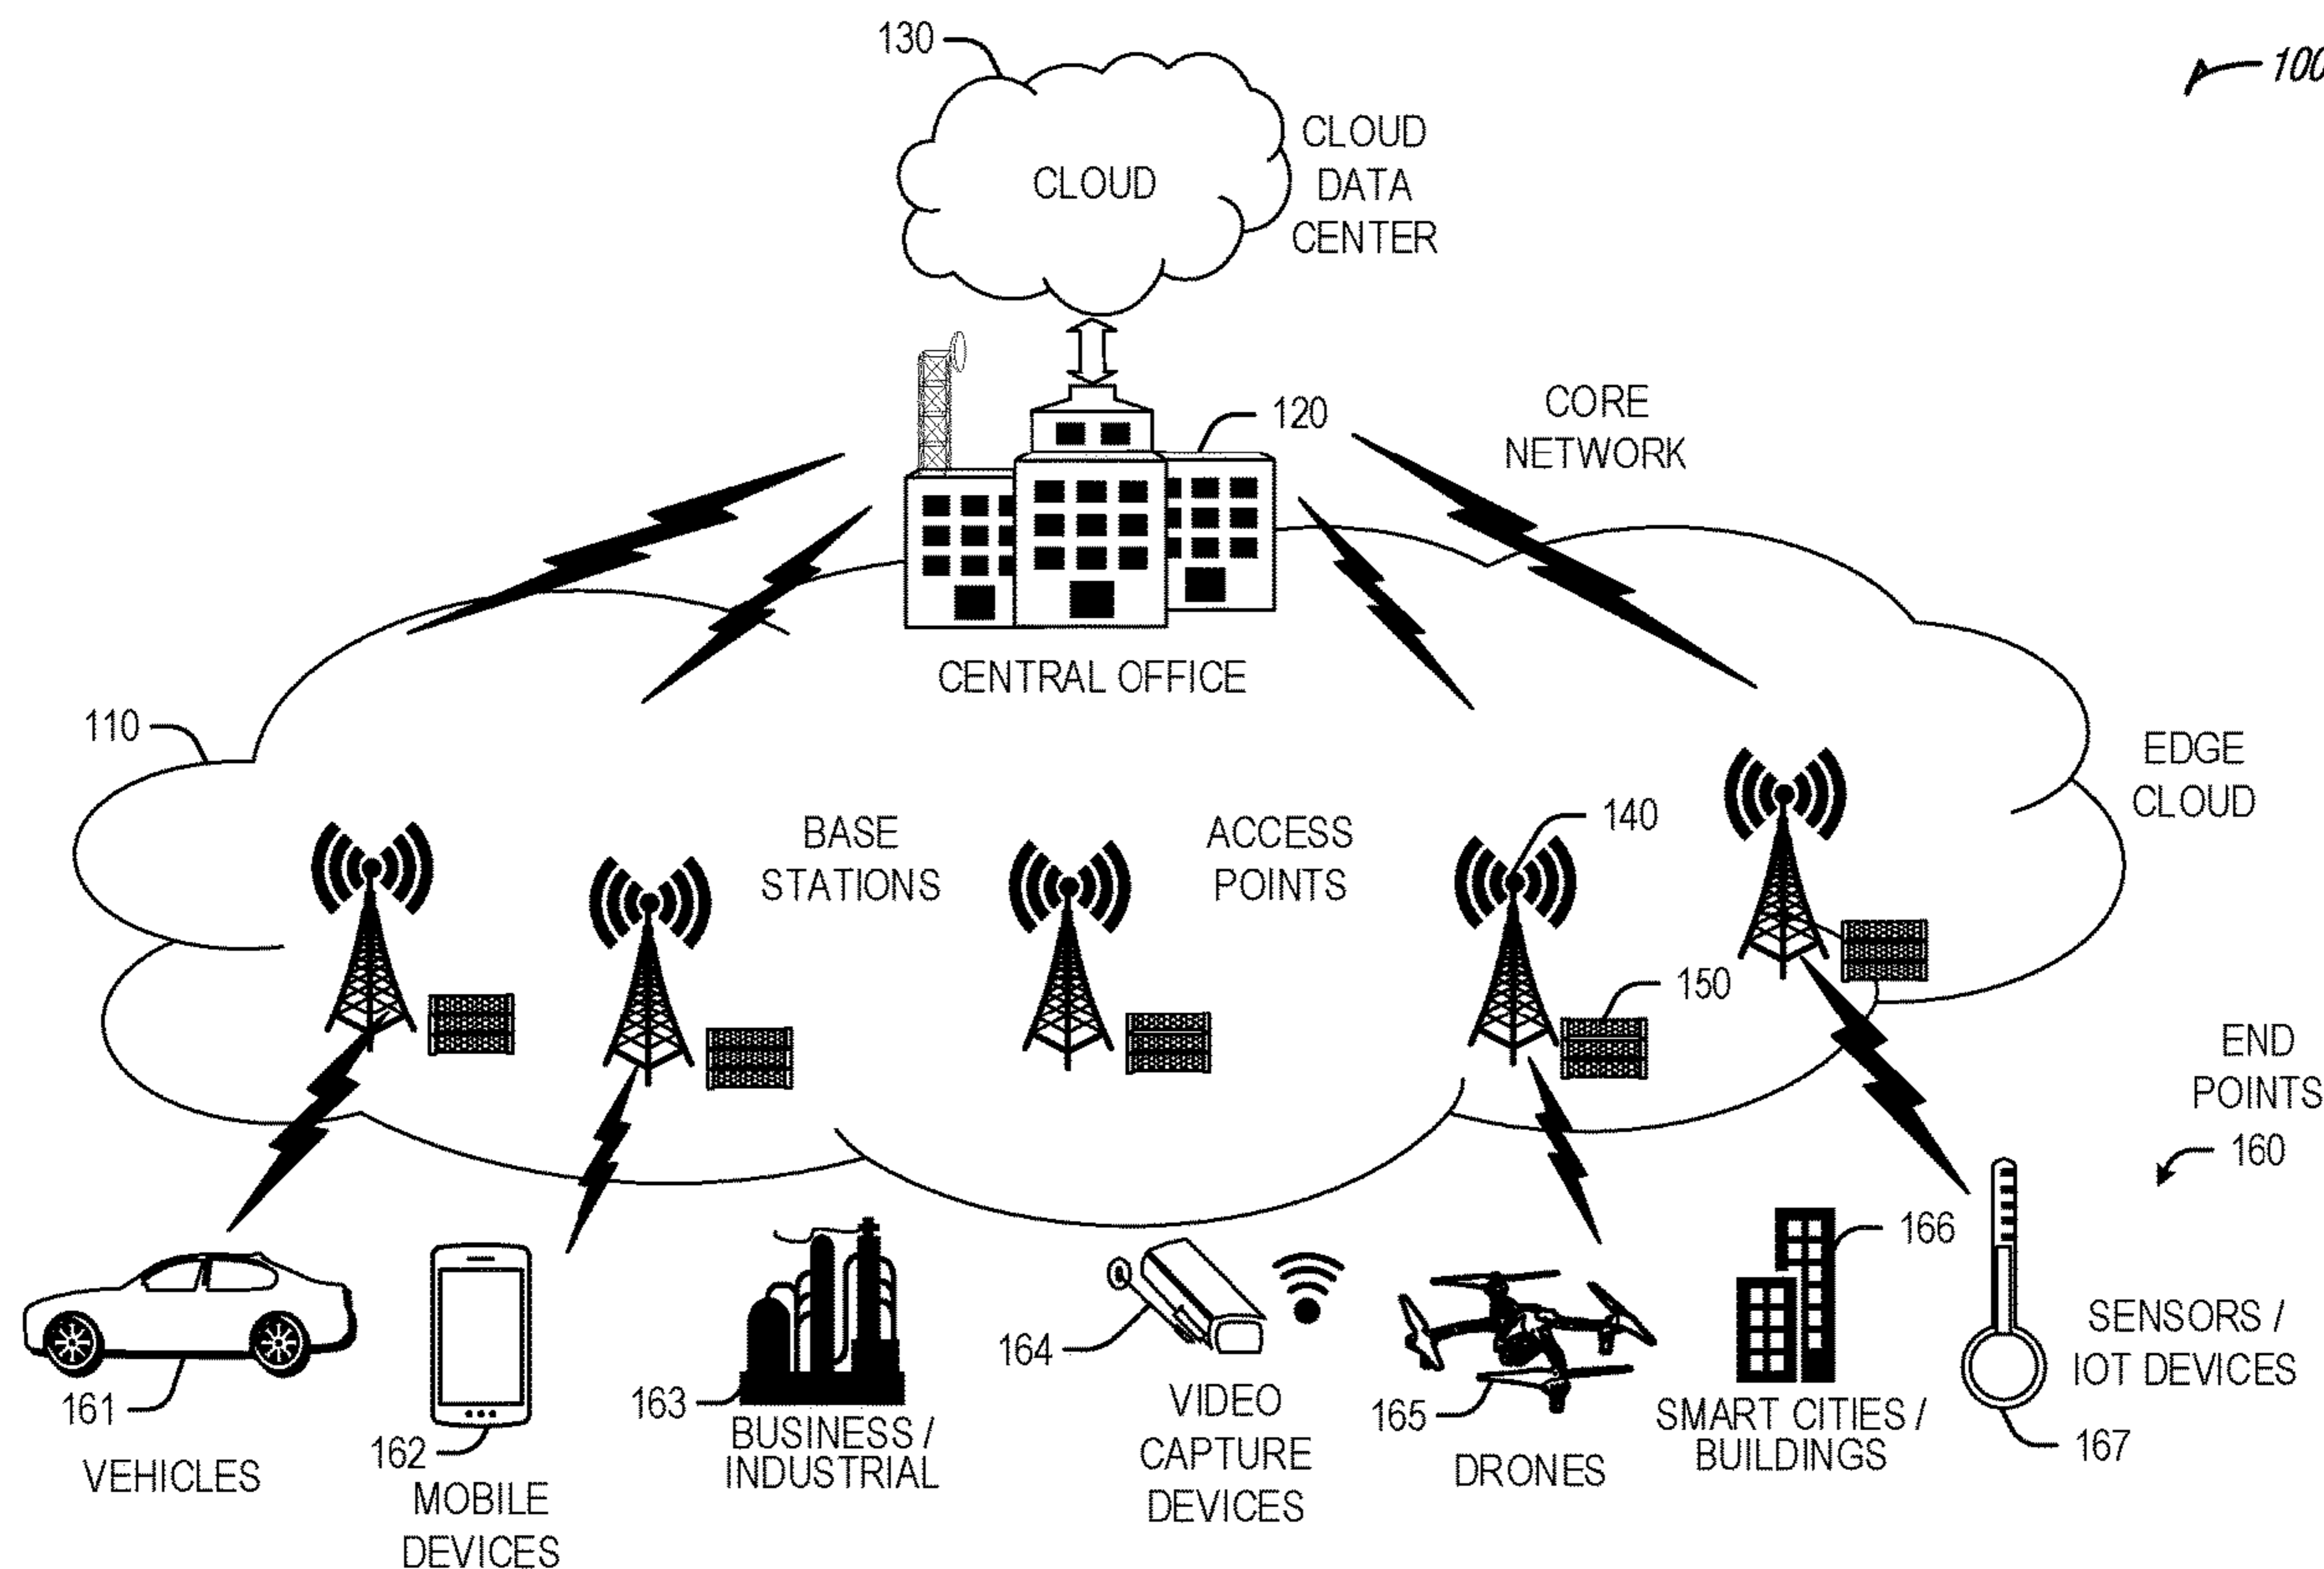 130
100
CLOUD
CLOUD
DATA
CENTER
120
CORE
NETWORK
CENTRAL OFFICE
110
EDGE
CLOUD
BASE
STATIONS
ACCESS
POINTS
140
150
END
POINTS
160
166
164
161
162
163
165
167
VEHICLES
MOBILE
DEVICES
BUSINESS /
INDUSTRIAL
VIDEO
CAPTURE
DEVICES
DRONES
SMART CITIES /
BUILDINGS
SENSORS /
IOT DEVICES